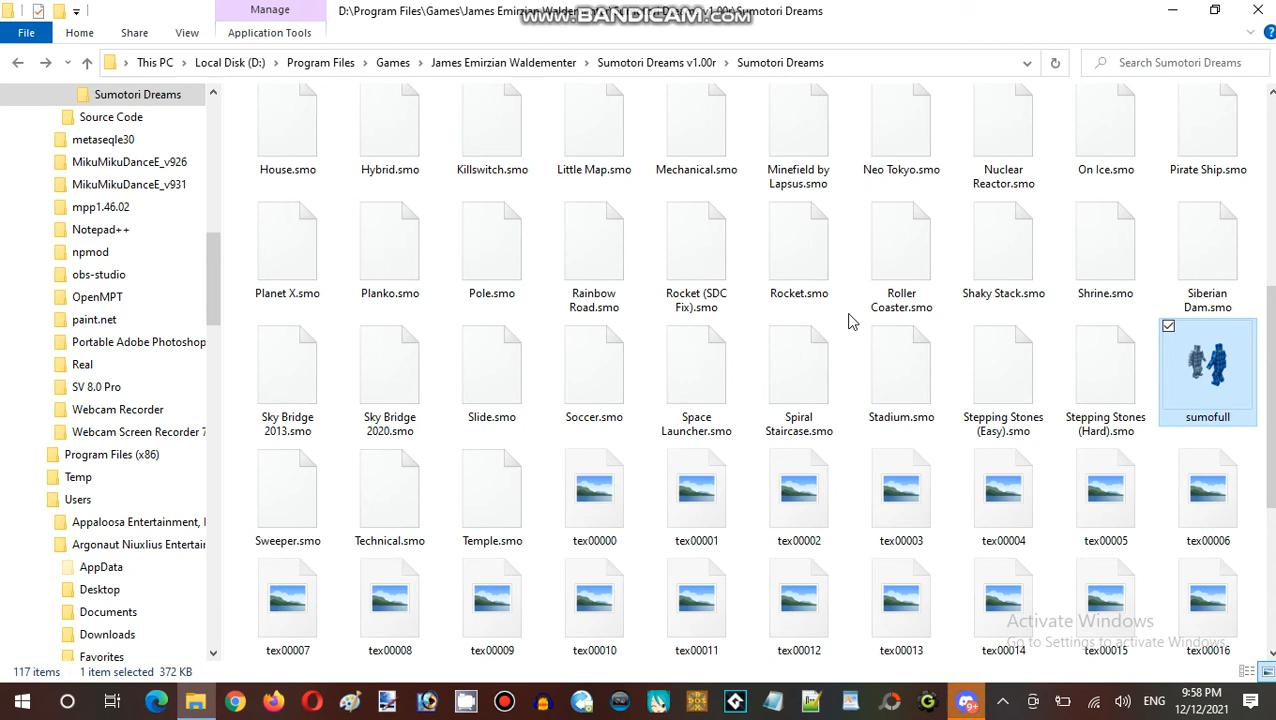 Manage
D:\Program Files\Games\James Emirzian Waldementer\Sumotori Dreams v1.00r\Sumotori Dreams
www.BANDICAM.com
File Home Share View Application Tools
This PC > Local Disk (D:) > Program Files > Games > James Emirzian Waldementer > Sumotori Dreams v1.00r > Sumotori Dreams
Search Sumotori Dreams
Sumotori Dreams
Source Code
metaseqle30
MikuMikuDanceE_v926
MikuMikuDanceE_v931
mpp1.46.02
Notepad++
npmod
obs-studio
OpenMPT
paint.net
Portable Adobe Photoshop
Real
SV 8.0 Pro
Webcam Recorder
Webcam Screen Recorder 7
Program Files (x86)
Temp
Users
Appaloosa Entertainment, I
Argonaut Niuxlius Entertain
AppData
Desktop
Documents
Downloads
Favorites
House.smo Hybrid.smo Killswitch.smo Little Map.smo Mechanical.smo Minefield by Lapsus.smo Neo Tokyo.smo Nuclear Reactor.smo On Ice.smo Pirate Ship.smo
Planet X.smo Planko.smo Pole.smo Rainbow Road.smo Rocket (SDC Fix).smo Rocket.smo Roller Coaster.smo Shaky Stack.smo Shrine.smo Siberian Dam.smo
Sky Bridge 2013.smo Sky Bridge 2020.smo Slide.smo Soccer.smo Space Launcher.smo Spiral Staircase.smo Stadium.smo Stepping Stones (Easy).smo Stepping Stones (Hard).smo sumofull
Sweeper.smo Technical.smo Temple.smo tex00000 tex00001 tex00002 tex00003 tex00004 tex00005 tex00006
tex00007 tex00008 tex00009 tex00010 tex00011 tex00012 tex00013 tex00014 tex00015 tex00016
Activate Windows
Go to Settings to activate Windows.
117 items 1 item selected 372 KB
ENG
9:58 PM
12/12/2021